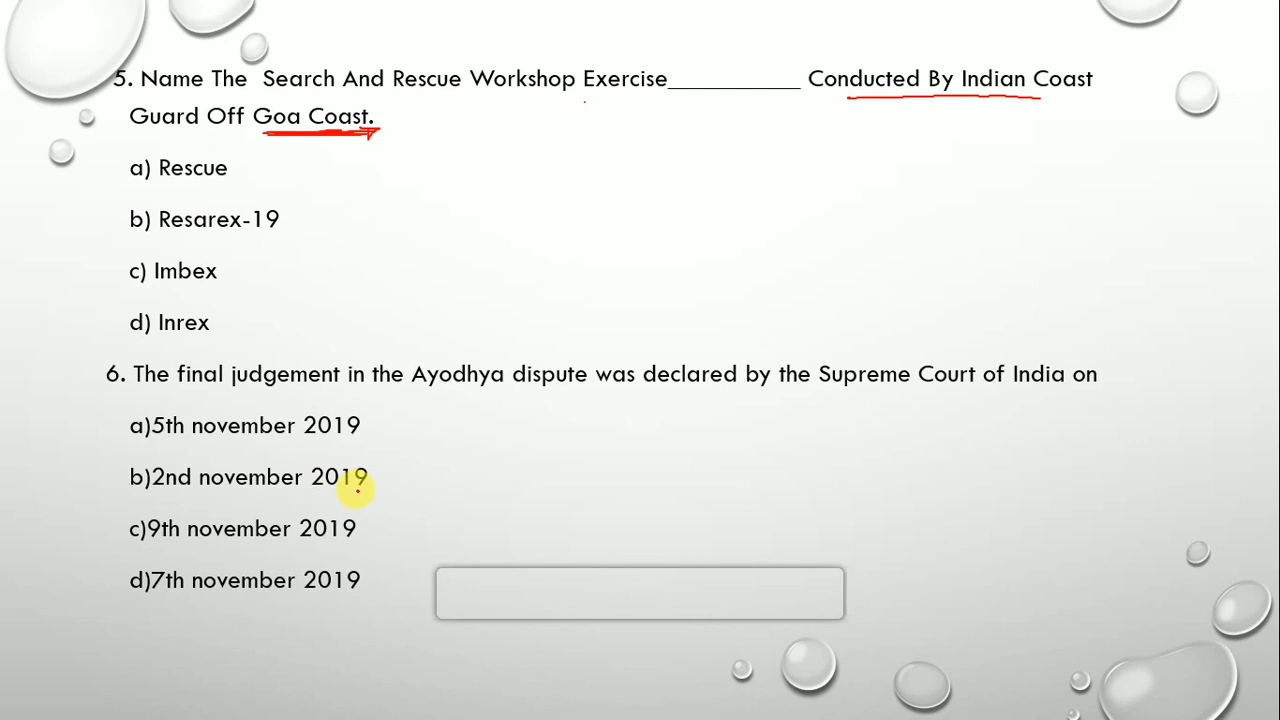 5. Name The Search And Rescue Workshop Exercise__________ Conducted By Indian Coast
Guard Off Goa Coast.
a) Rescue
b) Resarex-19
c) Imbex
d) Inrex
6. The final judgement in the Ayodhya dispute was declared by the Supreme Court of India on
a)5th november 2019
b)2nd november 2019
c)9th november 2019
d)7th november 2019